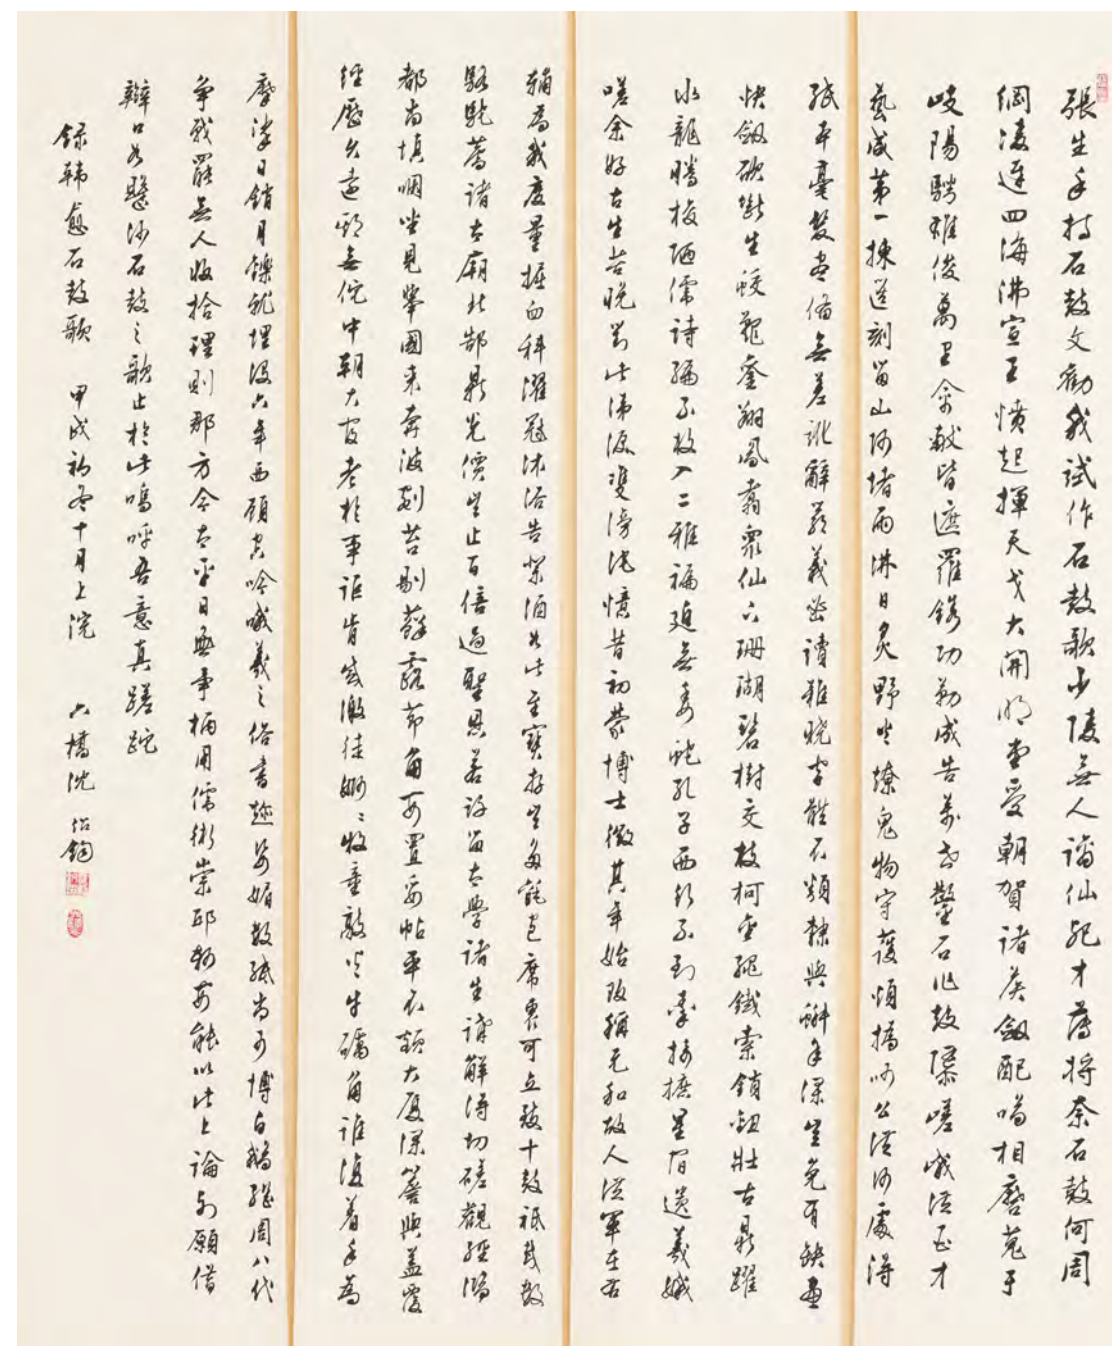 張生手持石鼓文勸我試作石鼓歌少陵無人謫仙死才薄將奈石鼓何周
綱淩遲四海沸宣王憤起揮天戈大開明堂受朝賀諸侯劍配鳴相磨蒐于
岐陽騁雄俊萬里禽獸皆遮羅鐫功勒成告萬世鑿石作鼓隳嵯峨從臣才
藝咸第一揀選刻留山阿堵雨淋日炙野火燎鬼物守護煩撝呵公從何處得
紙本毫髮盡備無差訛辭嚴義密讀難曉字體不類隸與蝌年深豈免有缺畫
快劍斫斷生蛟鼉鸞翔鳳翥眾仙下珊瑚碧樹交枝柯金繩鐵索鎖鈕壯古鼎躍
水龍騰梭陋儒詩編不收入二雅褊迫無委蛇孔子西行不到秦掎摭星宿遺羲娥
嗟余好古生苦晚對此涕淚雙滂沱憶昔初蒙博士徵其年始改稱元和故人從軍在右
輔為我度量掘臼科濯冠沐浴告祭酒如此至寶存豈多氈包席裹可立致十鼓祇載數
駱駝薦諸太廟比郜鼎光價豈止百倍過聖恩若許留太學諸生講解得切磋觀經鴻
都尚填咽坐見舉國來奔波剜苔剔蘚露節角安置妥帖平不頗大廈深簷與蓋覆
經歷久遠期無佗中朝大官老於事詎肯感激徒婀〻牧童敲火牛礪角誰復著手為
摩挲日銷月鑠就埋沒六年西顧空吟哦羲之俗書趁姿媚數紙尚可博白鵝繼周八代
爭戰罷無人收拾理則那方今太平日無事柄用儒術崇邱軻安能以此上論列願借
辯口如懸河石鼓之歌止於此嗚呼吾意真蹉跎
錄韓愈石鼓歌 甲戌初冬十月上浣 六橋沈鈞